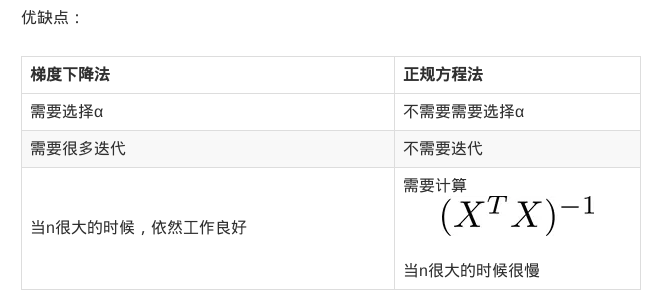 优缺点：
梯度下降法 正规方程法
需要选择α 不需要需要选择α
需要很多迭代 不需要迭代
当n很大的时候，依然工作良好 需要计算
(X^T X)^{-1}
当n很大的时候很慢